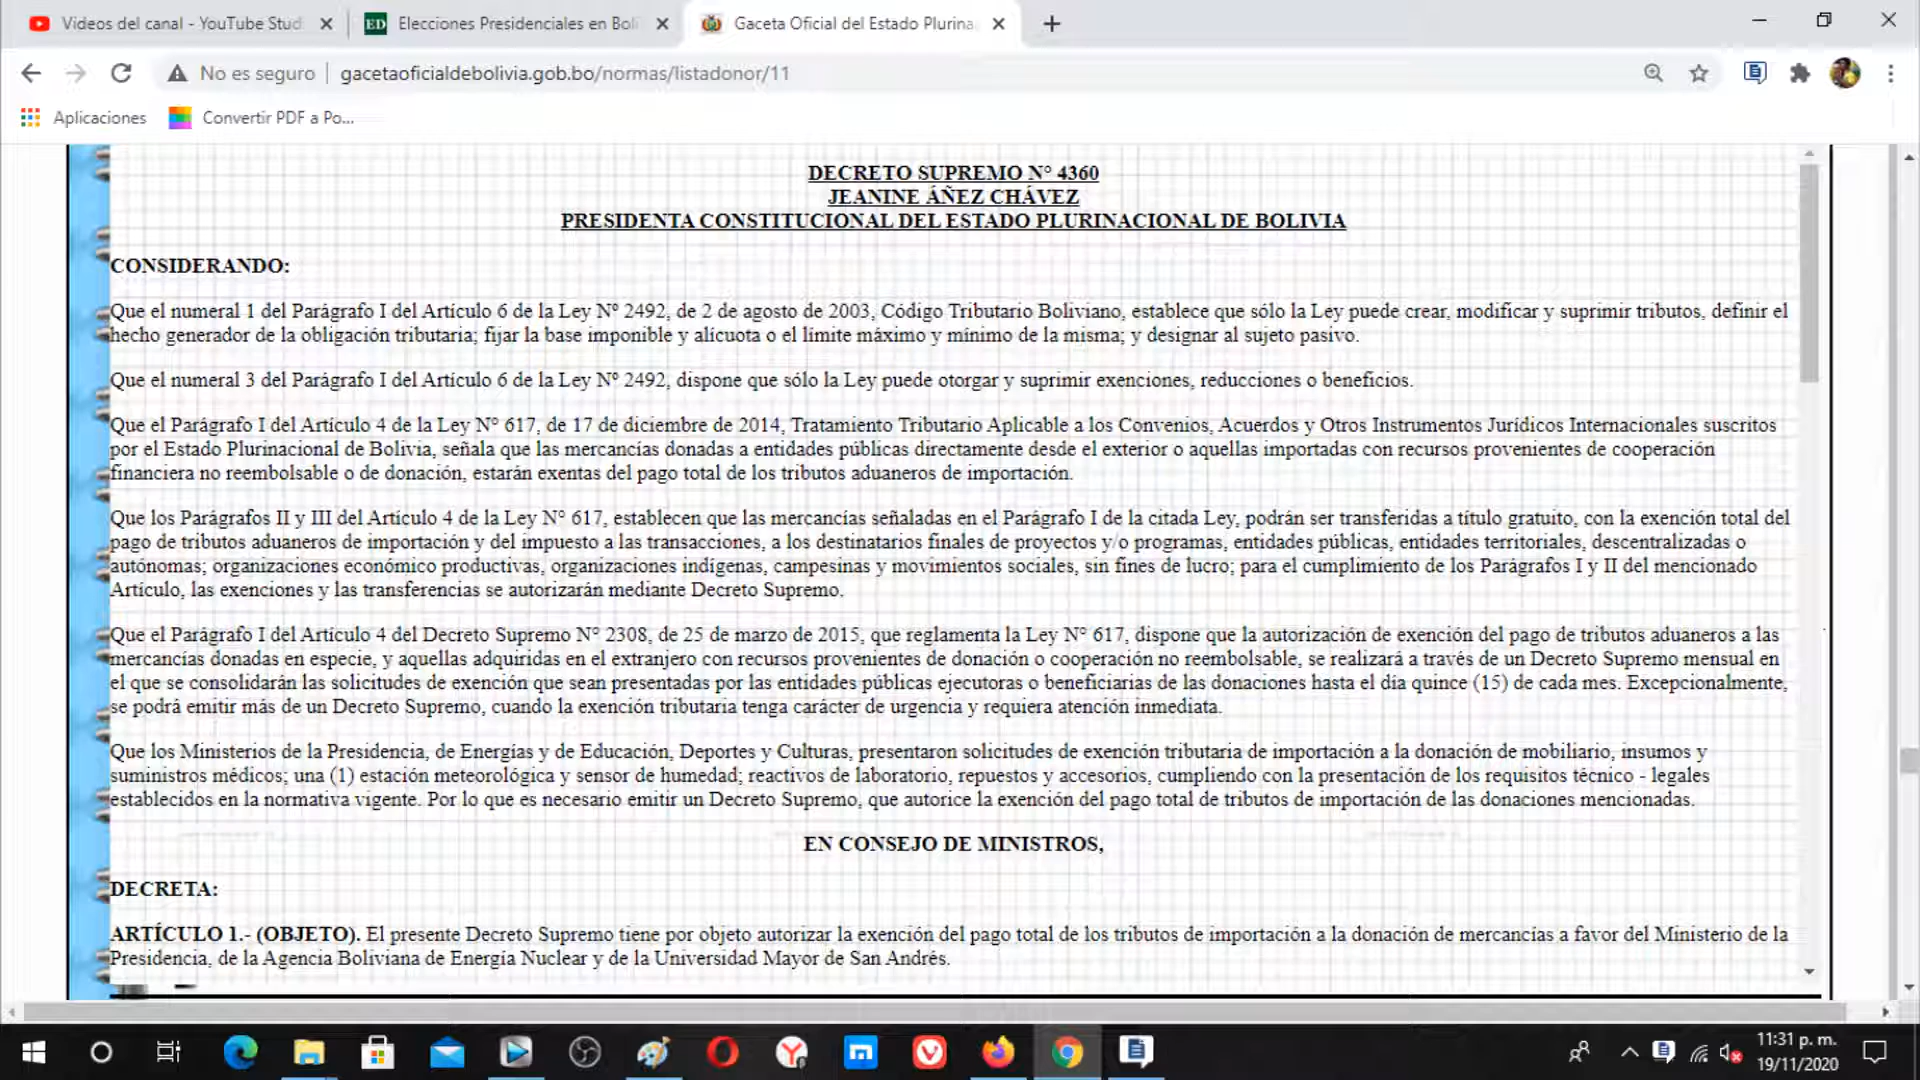 Videos del canal - YouTube Stud
Elecciones Presidenciales en Boli
Gaceta Oficial del Estado Plurina
No es seguro
gacetaoficialdebolivia.gob.bo/normas/listadonor/11
Aplicaciones
Convertir PDF a Po...
DECRETO SUPREMO N° 4360
JEANINE ÁÑEZ CHÁVEZ
PRESIDENTA CONSTITUCIONAL DEL ESTADO PLURINACIONAL DE BOLIVIA
CONSIDERANDO:
Que el numeral 1 del Parágrafo I del Artículo 6 de la Ley Nº 2492, de 2 de agosto de 2003, Código Tributario Boliviano, establece que sólo la Ley puede crear, modificar y suprimir tributos, definir el
hecho generador de la obligación tributaria; fijar la base imponible y alícuota o el límite máximo y mínimo de la misma; y designar al sujeto pasivo.
Que el numeral 3 del Parágrafo I del Artículo 6 de la Ley Nº 2492, dispone que sólo la Ley puede otorgar y suprimir exenciones, reducciones o beneficios.
Que el Parágrafo I del Artículo 4 de la Ley N° 617, de 17 de diciembre de 2014, Tratamiento Tributario Aplicable a los Convenios, Acuerdos y Otros Instrumentos Jurídicos Internacionales suscritos
por el Estado Plurinacional de Bolivia, señala que las mercancías donadas a entidades públicas directamente desde el exterior o aquellas importadas con recursos provenientes de cooperación
financiera no reembolsable o de donación, estarán exentas del pago total de los tributos aduaneros de importación.
Que los Parágrafos II y III del Artículo 4 de la Ley N° 617, establecen que las mercancías señaladas en el Parágrafo I de la citada Ley, podrán ser transferidas a título gratuito, con la exención total del
pago de tributos aduaneros de importación y del impuesto a las transacciones, a los destinatarios finales de proyectos y/o programas, entidades públicas, entidades territoriales, descentralizadas o
autónomas; organizaciones económico productivas, organizaciones indígenas, campesinas y movimientos sociales, sin fines de lucro; para el cumplimiento de los Parágrafos I y II del mencionado
Artículo, las exenciones y las transferencias se autorizarán mediante Decreto Supremo.
Que el Parágrafo I del Artículo 4 del Decreto Supremo N° 2308, de 25 de marzo de 2015, que reglamenta la Ley N° 617, dispone que la autorización de exención del pago de tributos aduaneros a las
mercancías donadas en especie, y aquellas adquiridas en el extranjero con recursos provenientes de donación o cooperación no reembolsable, se realizará a través de un Decreto Supremo mensual en
el que se consolidarán las solicitudes de exención que sean presentadas por las entidades públicas ejecutoras o beneficiarias de las donaciones hasta el día quince (15) de cada mes. Excepcionalmente,
se podrá emitir más de un Decreto Supremo, cuando la exención tributaria tenga carácter de urgencia y requiera atención inmediata.
Que los Ministerios de la Presidencia, de Energías y de Educación, Deportes y Culturas, presentaron solicitudes de exención tributaria de importación a la donación de mobiliario, insumos y
suministros médicos; una (1) estación meteorológica y sensor de humedad; reactivos de laboratorio, repuestos y accesorios, cumpliendo con la presentación de los requisitos técnico - legales
establecidos en la normativa vigente. Por lo que es necesario emitir un Decreto Supremo, que autorice la exención del pago total de tributos de importación de las donaciones mencionadas.
EN CONSEJO DE MINISTROS,
DECRETA:
ARTÍCULO 1.- (OBJETO). El presente Decreto Supremo tiene por objeto autorizar la exención del pago total de los tributos de importación a la donación de mercancías a favor del Ministerio de la
Presidencia, de la Agencia Boliviana de Energía Nuclear y de la Universidad Mayor de San Andrés.
11:31 p. m.
19/11/2020